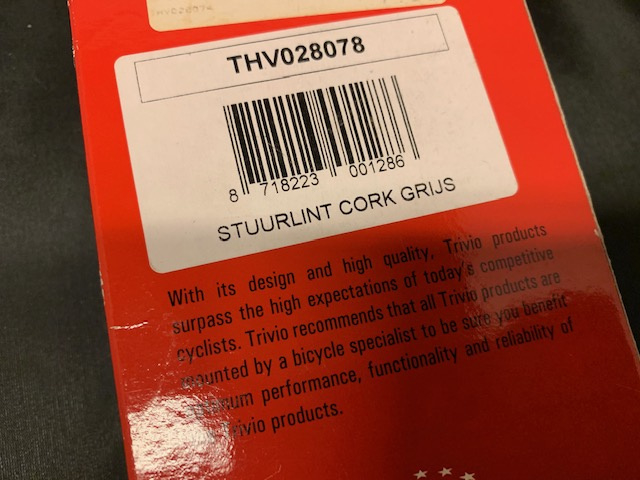 THV028078
8 718223 001286
STUURLINT CORK GRIJS
With its design and high quality, Trivio products
surpass the high expectations of today's competitive
cyclists. Trivio recommends that all Trivio products are
mounted by a bicycle specialist to be sure you benefit
performance, functionality and reliability of
Trivio products.